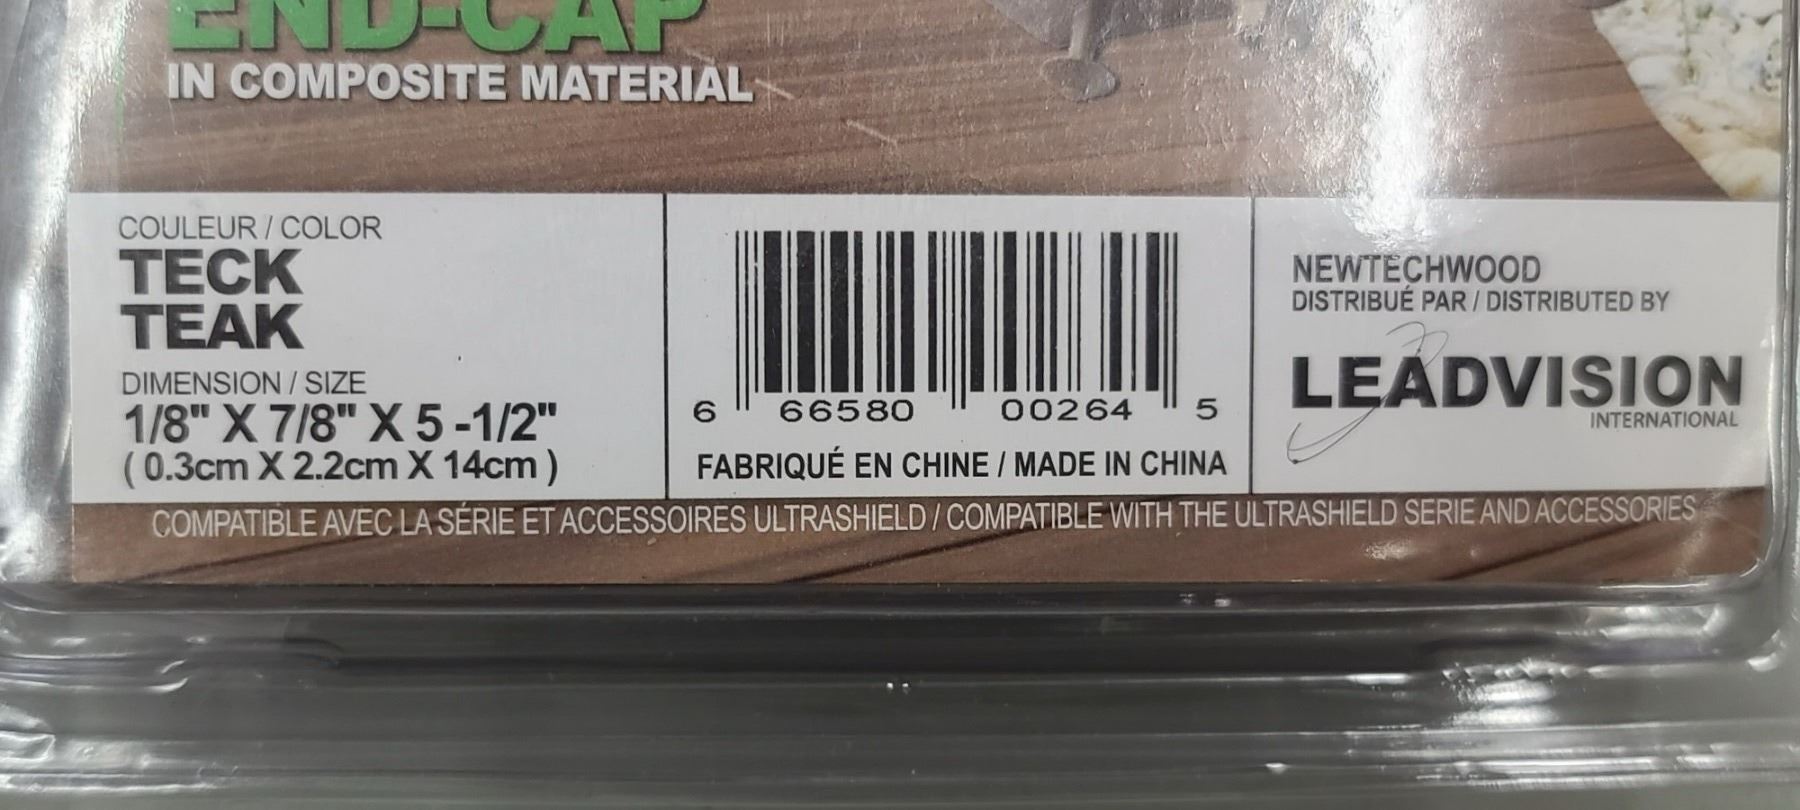 END-CAP
IN COMPOSITE MATERIAL
COULEUR / COLOR
TECK
TEAK
DIMENSION / SIZE
1/8" X 7/8" X 5 -1/2"
( 0.3cm X 2.2cm X 14cm )
6 66580 00264 5
FABRIQUÉ EN CHINE / MADE IN CHINA
NEWTECHWOOD
DISTRIBUÉ PAR / DISTRIBUTED BY
LEADVISION
INTERNATIONAL
COMPATIBLE AVEC LA SÉRIE ET ACCESSOIRES ULTRASHIELD / COMPATIBLE WITH THE ULTRASHIELD SERIE AND ACCESSORIES